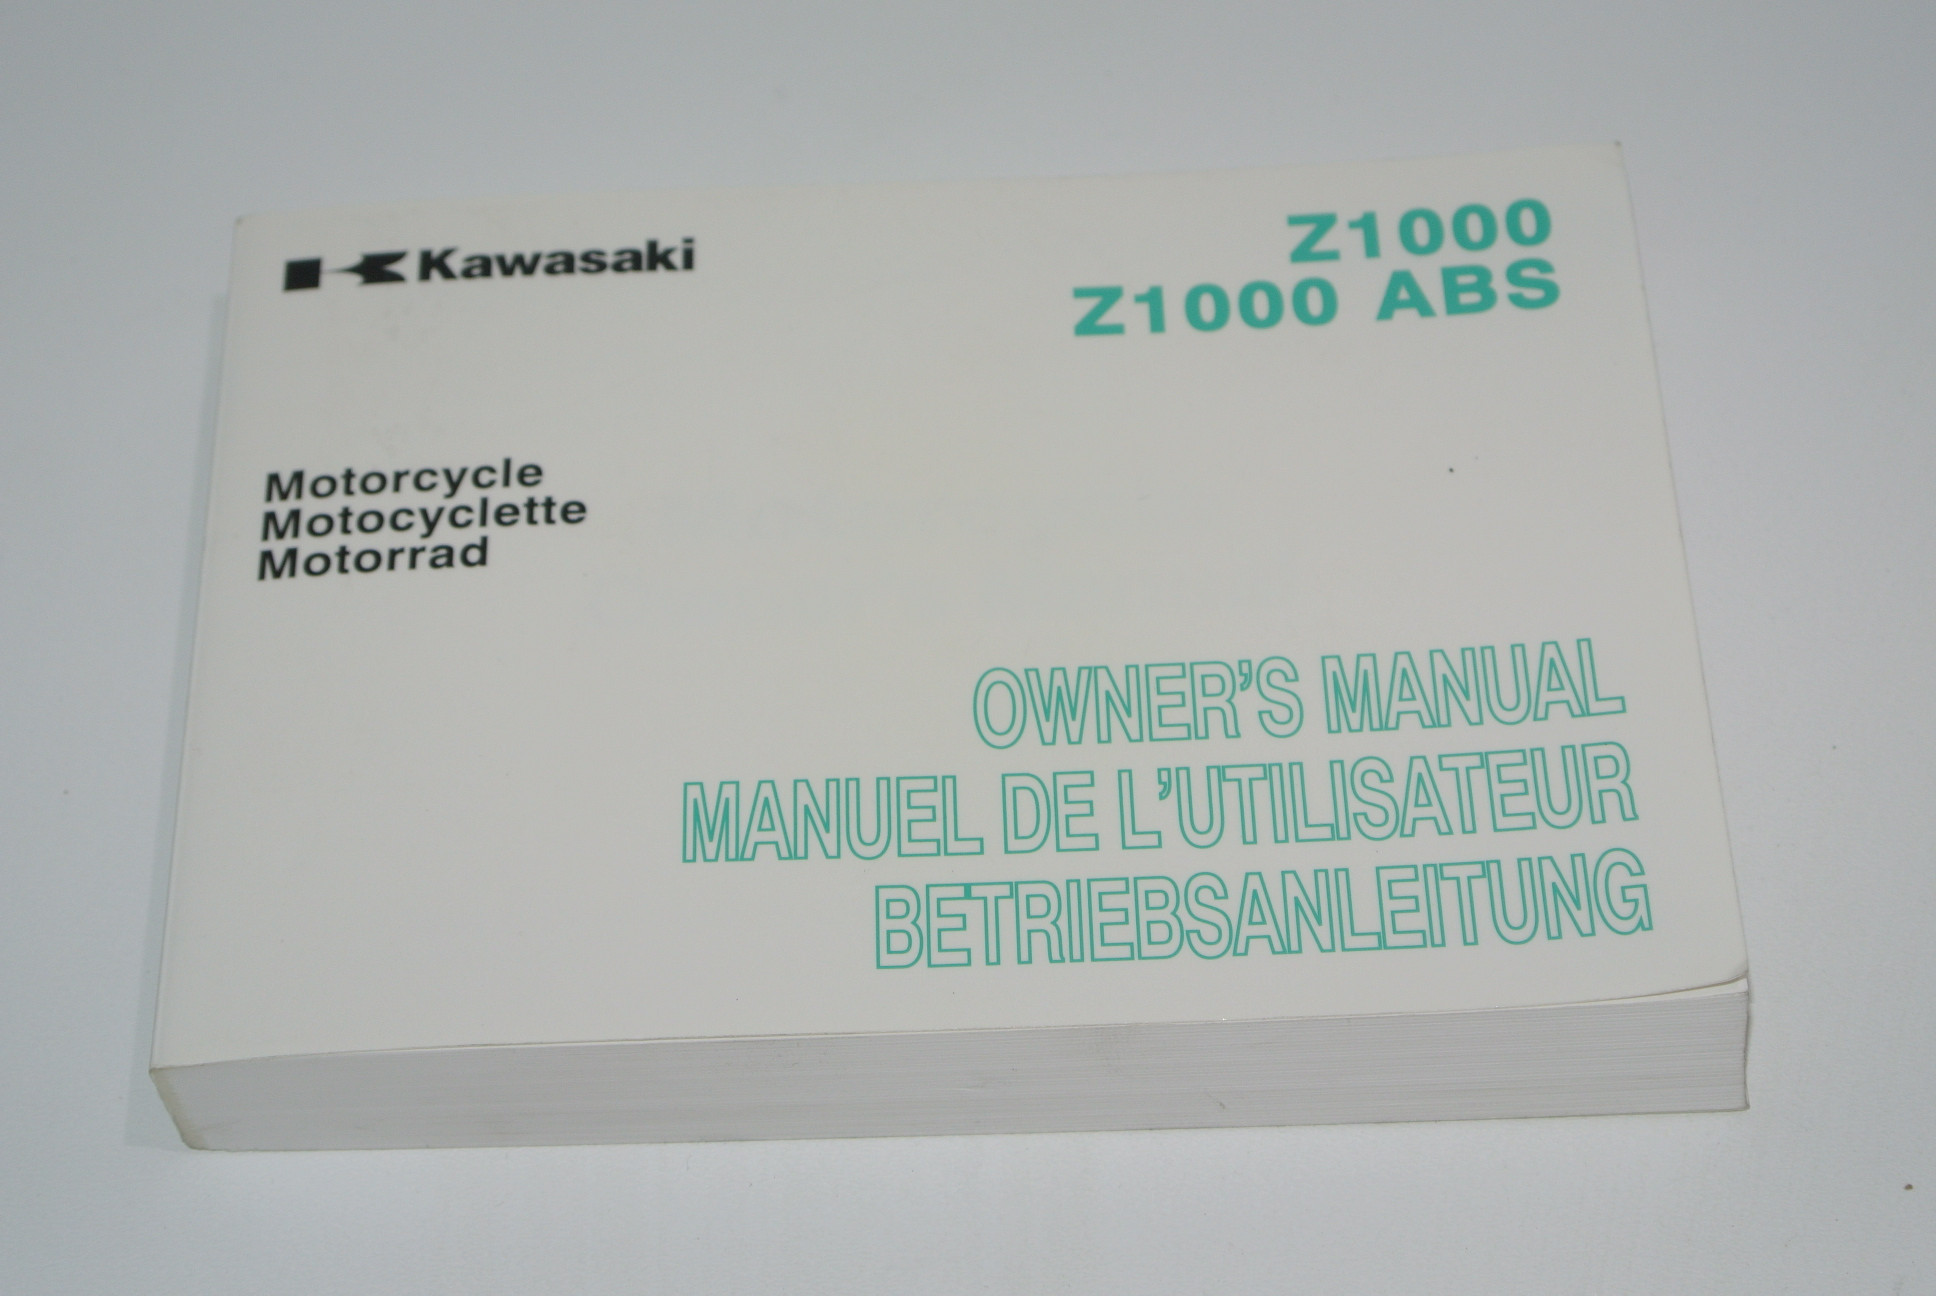 Kawasaki
Z1000
Z1000 ABS
Motorcycle
Motocyclette
Motorrad
OWNER'S MANUAL
MANUEL DE L'UTILISATEUR
BETRIEBSANLEITUNG